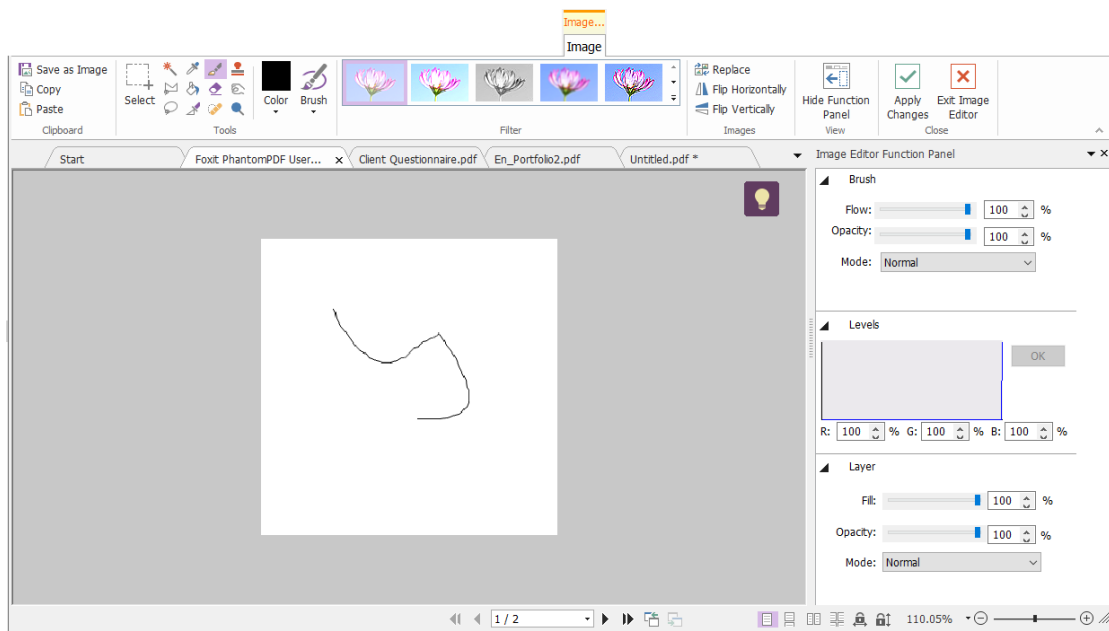 Image...
Image
Save as Image
Copy
Paste
Clipboard
Select
Tools
Color
Brush
Filter
Replace
Flip Horizontally
Flip Vertically
Images
Hide Function
Panel
View
Apply
Changes
Exit Image
Editor
Close
Start
Foxit PhantomPDF User... x
Client Questionnaire.pdf
En_Portfolio2.pdf
Untitled.pdf *
Image Editor Function Panel
Brush
Flow: 100 %
Opacity: 100 %
Mode: Normal
Levels
OK
R: 100 % G: 100 % B: 100 %
Layer
Fill: 100 %
Opacity: 100 %
Mode: Normal
1 / 2
110.05%